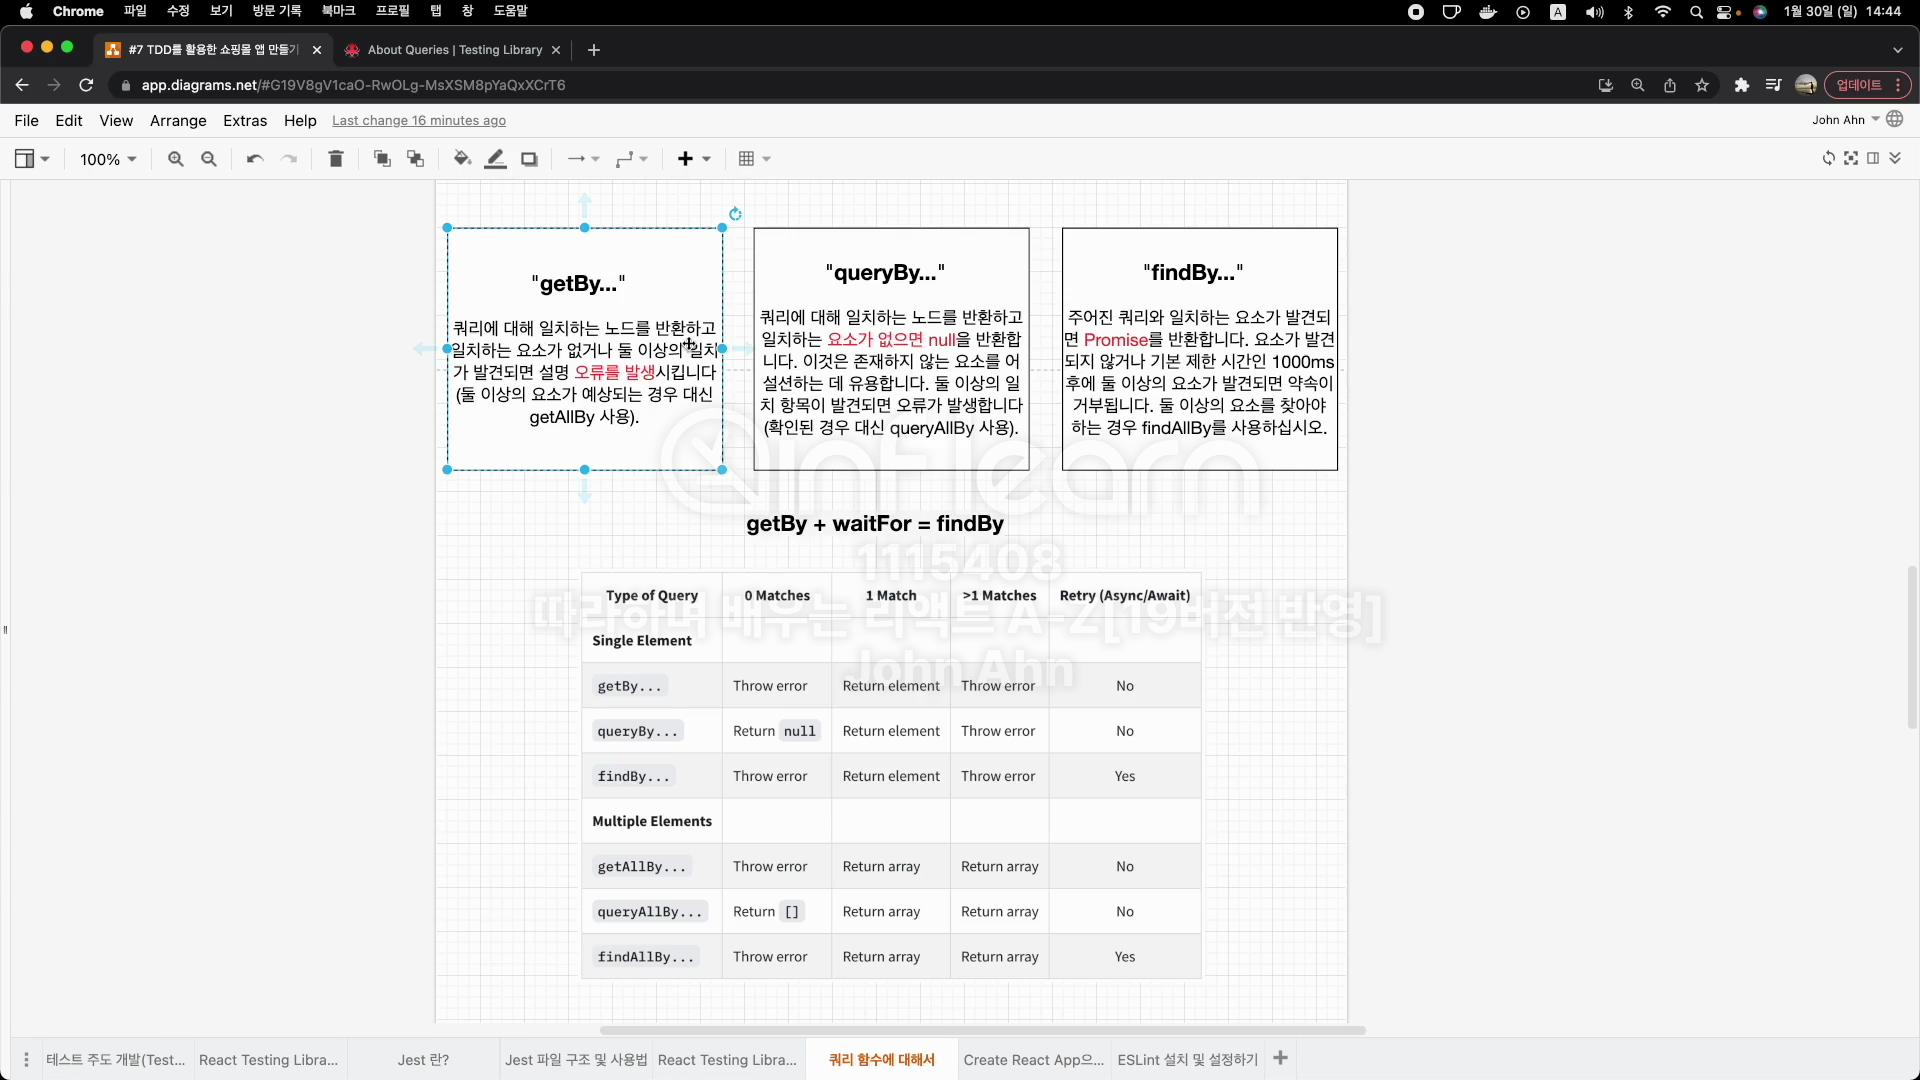 Chrome 파일 수정 보기 방문 기록 북마크 프로필 탭 창 도움말
A 1월 30일 (일) 14:44
#7 TDD를 활용한 쇼핑몰 앱 만들기
About Queries | Testing Library
app.diagrams.net/#G19V8gV1caO-RwOLg-MsXSM8pYaQxXCrT6
업데이트
File Edit View Arrange Extras Help Last change 16 minutes ago
John Ahn
100%
"getBy..."
쿼리에 대해 일치하는 노드를 반환하고
일치하는 요소가 없거나 둘 이상의 일치
가 발견되면 설명 오류를 발생시킵니다
(둘 이상의 요소가 예상되는 경우 대신
getAllBy 사용).
"queryBy..."
쿼리에 대해 일치하는 노드를 반환하고
일치하는 요소가 없으면 null을 반환합
니다. 이것은 존재하지 않는 요소를 어
설션하는 데 유용합니다. 둘 이상의 일
치 항목이 발견되면 오류가 발생합니다
(확인된 경우 대신 queryAllBy 사용).
"findBy..."
주어진 쿼리와 일치하는 요소가 발견되
면 Promise를 반환합니다. 요소가 발견
되지 않거나 기본 제한 시간인 1000ms
후에 둘 이상의 요소가 발견되면 약속이
거부됩니다. 둘 이상의 요소를 찾아야
하는 경우 findAllBy를 사용하십시오.
inflearn
getBy + waitFor = findBy
1115408
따라하며 배우는 리액트 A-Z[19버전 반영]
John Ahn
Type of Query 0 Matches 1 Match >1 Matches Retry (Async/Await)
Single Element
getBy... Throw error Return element Throw error No
queryBy... Return null Return element Throw error No
findBy... Throw error Return element Throw error Yes
Multiple Elements
getAllBy... Throw error Return array Return array No
queryAllBy... Return [] Return array Return array No
findAllBy... Throw error Return array Return array Yes
테스트 주도 개발(Test... React Testing Libra... Jest 란? Jest 파일 구조 및 사용법 React Testing Libra... 쿼리 함수에 대해서 Create React App으... ESLint 설치 및 설정하기